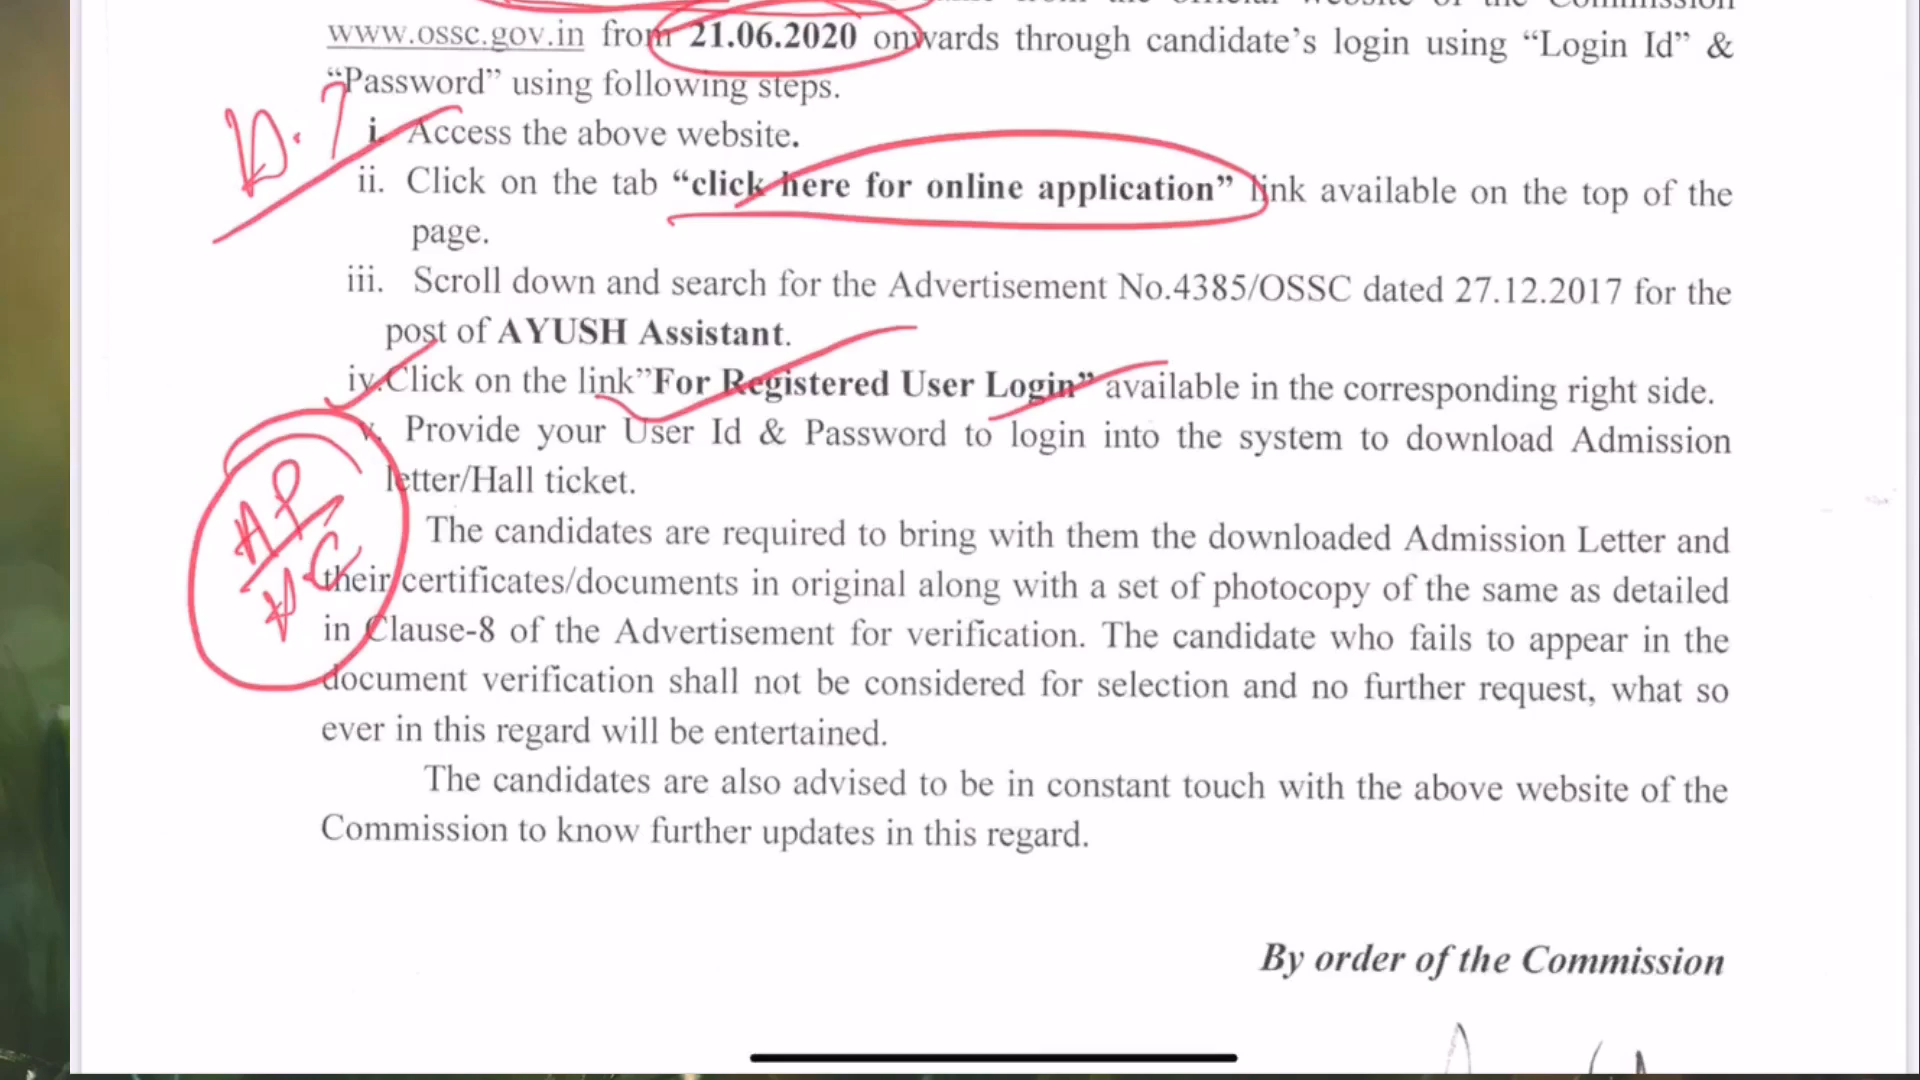 www.ossc.gov.in from 21.06.2020 onwards through candidate's login using “Login Id” &
“Password” using following steps.
i. Access the above website.
ii. Click on the tab “click here for online application” link available on the top of the
page.
iii. Scroll down and search for the Advertisement No.4385/OSSC dated 27.12.2017 for the
post of AYUSH Assistant.
iv. Click on the link”For Registered User Login” available in the corresponding right side.
v. Provide your User Id & Password to login into the system to download Admission
letter/Hall ticket.
The candidates are required to bring with them the downloaded Admission Letter and
their certificates/documents in original along with a set of photocopy of the same as detailed
in Clause-8 of the Advertisement for verification. The candidate who fails to appear in the
document verification shall not be considered for selection and no further request, what so
ever in this regard will be entertained.
The candidates are also advised to be in constant touch with the above website of the
Commission to know further updates in this regard.
By order of the Commission